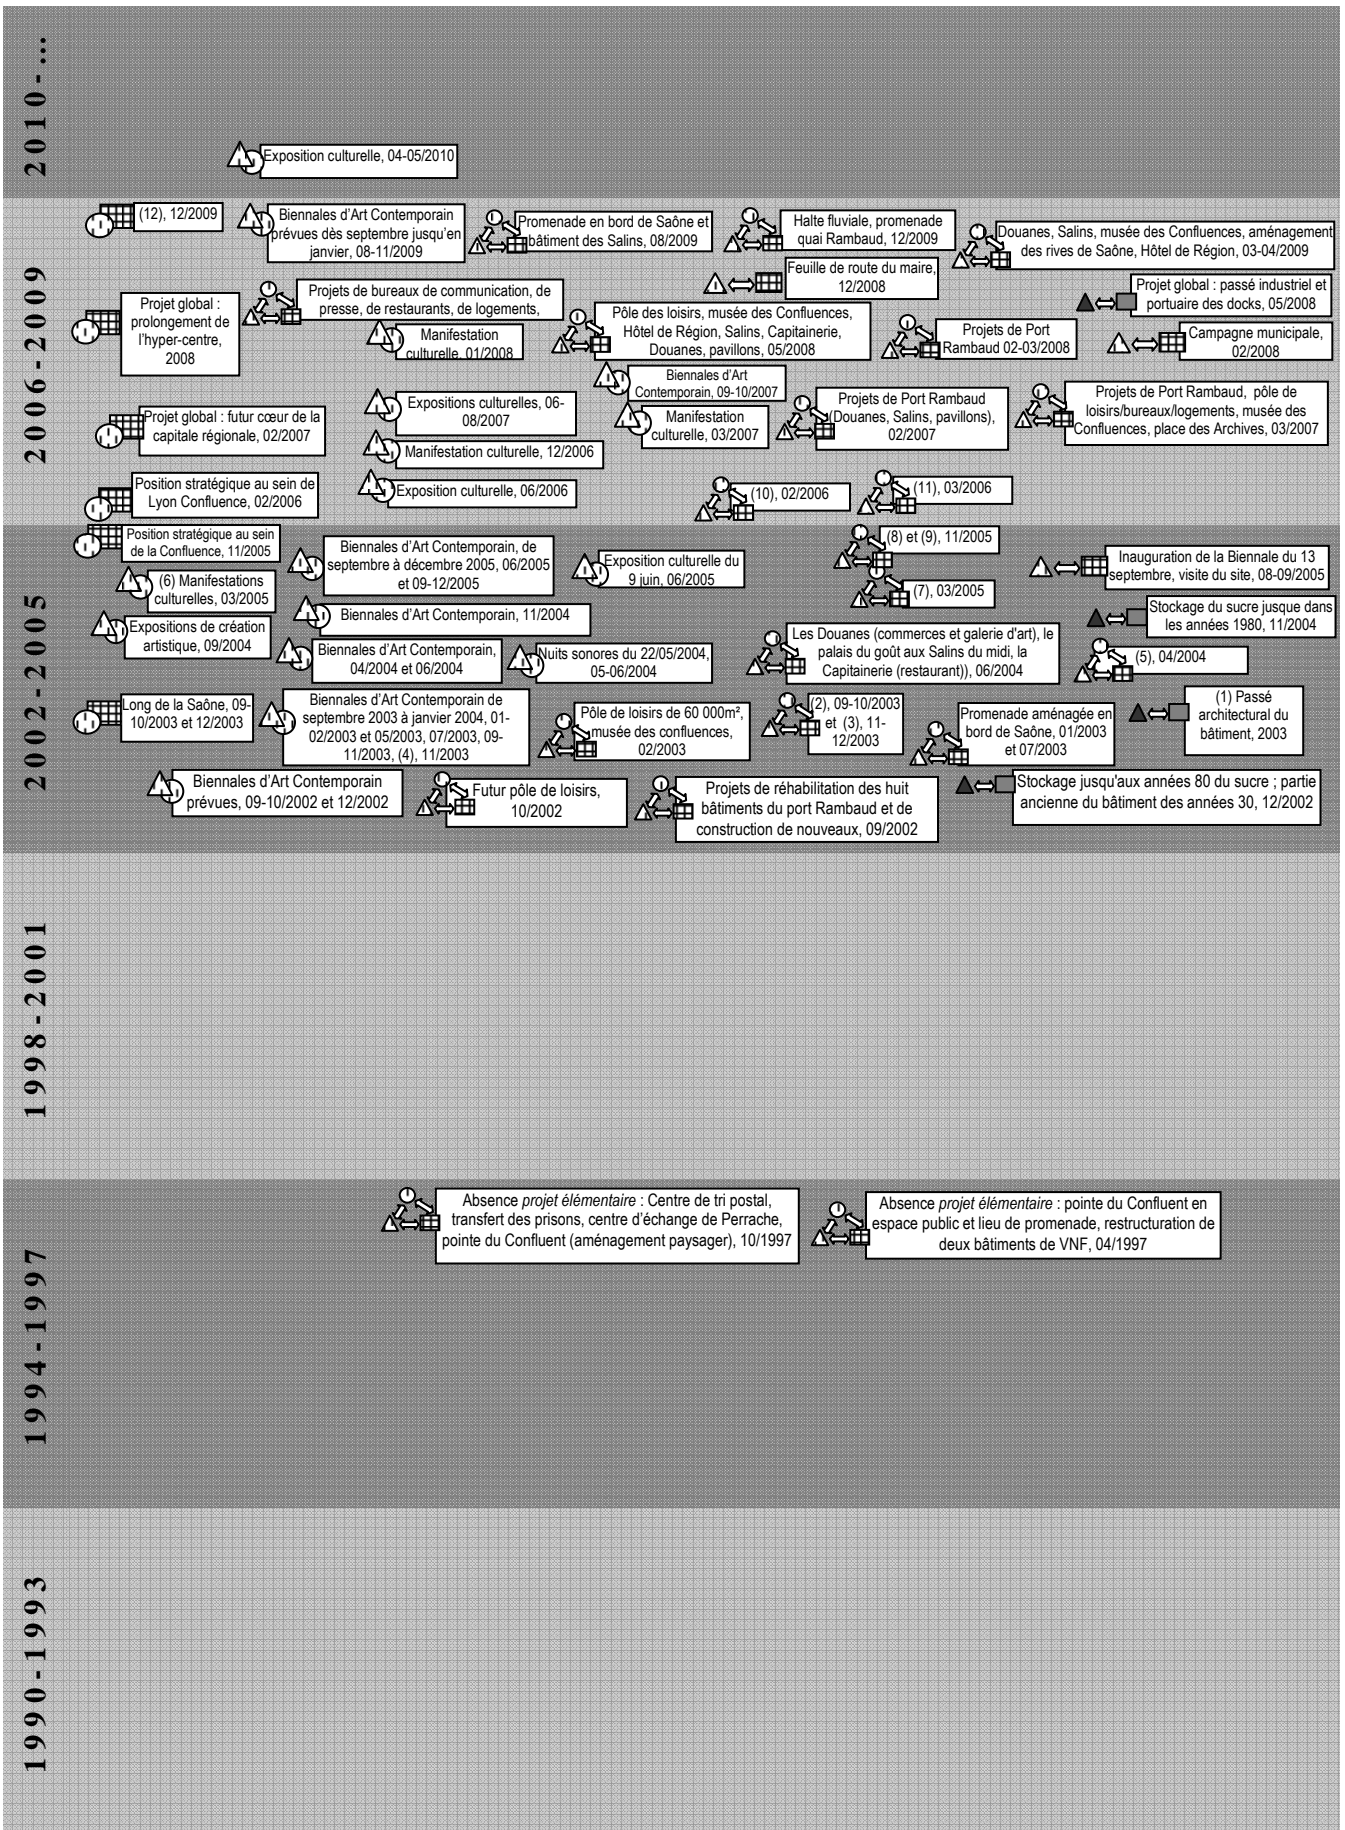 2010-...
Exposition culturelle, 04-05/2010
2006-2009
(12), 12/2009
Biennales d'Art Contemporain
prévues dès septembre jusqu'en
janvier, 08-11/2009
Promenade en bord de Saône et
bâtiment des Salins, 08/2009
Halte fluviale, promenade
quai Rambaud, 12/2009
Douanes, Salins, musée des Confluences, aménagement
des rives de Saône, Hôtel de Région, 03-04/2009
Feuille de route du maire,
12/2008
Projet global : passé industriel et
portuaire des docks, 05/2008
Projet global :
prolongement de
l'hyper-centre,
2008
Projets de bureaux de communication, de
presse, de restaurants, de logements,
Manifestation
culturelle, 01/2008
Pôle des loisirs, musée des Confluences,
Hôtel de Région, Salins, Capitainerie,
Douanes, pavillons, 05/2008
Projets de Port
Rambaud 02-03/2008
Campagne municipale,
02/2008
Biennales d'Art
Contemporain, 09-10/2007
Projet global : futur cœur de la
capitale régionale, 02/2007
Expositions culturelles, 06-
08/2007
Manifestation
culturelle, 03/2007
Projets de Port Rambaud
(Douanes, Salins, pavillons),
02/2007
Projets de Port Rambaud, pôle de
loisirs/bureaux/logements, musée des
Confluences, place des Archives, 03/2007
Manifestation culturelle, 12/2006
Position stratégique au sein de
Lyon Confluence, 02/2006
Exposition culturelle, 06/2006
(10), 02/2006
(11), 03/2006
2002-2005
Position stratégique au sein
de la Confluence, 11/2005
Biennales d'Art Contemporain, de
septembre à décembre 2005, 06/2005
et 09-12/2005
Exposition culturelle du
9 juin, 06/2005
(8) et (9), 11/2005
Inauguration de la Biennale du 13
septembre, visite du site, 08-09/2005
(6) Manifestations
culturelles, 03/2005
(7), 03/2005
Biennales d'Art Contemporain, 11/2004
Stockage du sucre jusque dans
les années 1980, 11/2004
Expositions de création
artistique, 09/2004
Biennales d'Art Contemporain,
04/2004 et 06/2004
Nuits sonores du 22/05/2004,
05-06/2004
Les Douanes (commerces et galerie d'art), le
palais du goût aux Salins du midi, la
Capitainerie (restaurant)), 06/2004
(5), 04/2004
Long de la Saône, 09-
10/2003 et 12/2003
Biennales d'Art Contemporain de
septembre 2003 à janvier 2004, 01-
02/2003 et 05/2003, 07/2003, 09-
11/2003, (4), 11/2003
Pôle de loisirs de 60 000m²,
musée des confluences,
02/2003
(2), 09-10/2003
et (3), 11-
12/2003
Promenade aménagée en
bord de Saône, 01/2003
et 07/2003
(1) Passé
architectural du
bâtiment, 2003
Biennales d'Art Contemporain
prévues, 09-10/2002 et 12/2002
Futur pôle de loisirs,
10/2002
Projets de réhabilitation des huit
bâtiments du port Rambaud et de
construction de nouveaux, 09/2002
Stockage jusqu'aux années 80 du sucre ; partie
ancienne du bâtiment des années 30, 12/2002
1998-2001
1994-1997
Absence projet élémentaire : Centre de tri postal,
transfert des prisons, centre d'échange de Perrache,
pointe du Confluent (aménagement paysager), 10/1997
Absence projet élémentaire : pointe du Confluent en
espace public et lieu de promenade, restructuration de
deux bâtiments de VNF, 04/1997
1990-1993